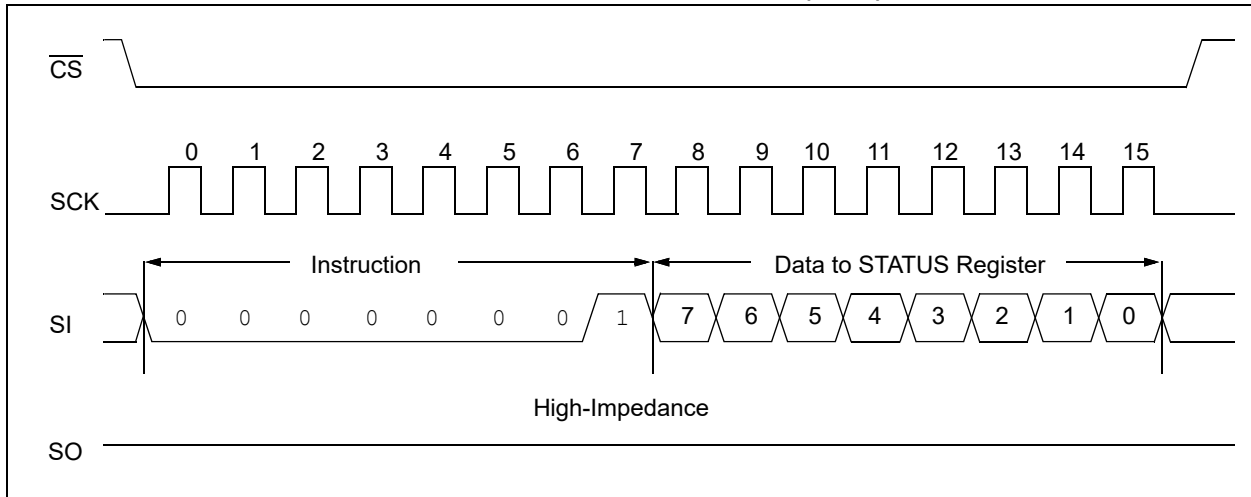 CS
0 1 2 3 4 5 6 7 8 9 10 11 12 13 14 15
SCK
Instruction Data to STATUS Register
SI 0 0 0 0 0 0 0 1 7 6 5 4 3 2 1 0
High-Impedance
SO